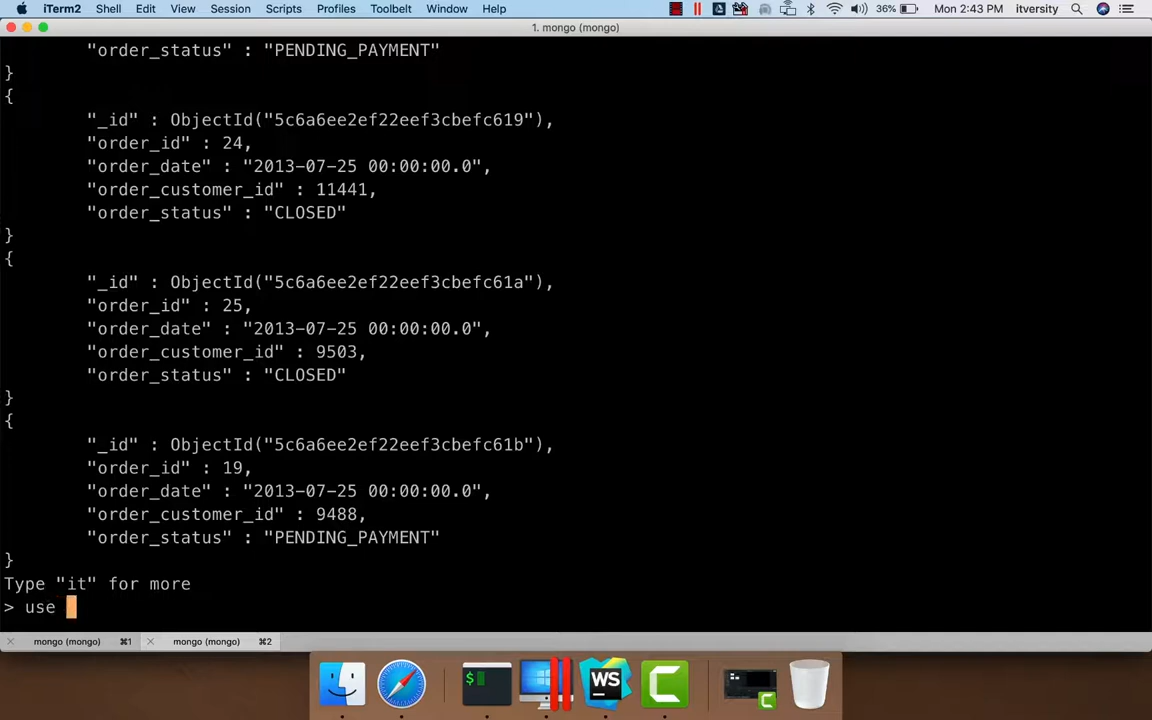 iTerm2 Shell Edit View Session Scripts Profiles Toolbelt Window Help 36% Mon 2:43 PM itversity
1. mongo (mongo)
"order_status" : "PENDING_PAYMENT"
}
{
"_id" : ObjectId("5c6a6ee2ef22eef3cbefc619"),
"order_id" : 24,
"order_date" : "2013-07-25 00:00:00.0",
"order_customer_id" : 11441,
"order_status" : "CLOSED"
}
{
"_id" : ObjectId("5c6a6ee2ef22eef3cbefc61a"),
"order_id" : 25,
"order_date" : "2013-07-25 00:00:00.0",
"order_customer_id" : 9503,
"order_status" : "CLOSED"
}
{
"_id" : ObjectId("5c6a6ee2ef22eef3cbefc61b"),
"order_id" : 19,
"order_date" : "2013-07-25 00:00:00.0",
"order_customer_id" : 9488,
"order_status" : "PENDING_PAYMENT"
}
Type "it" for more
> use
mongo (mongo) ⌘1 mongo (mongo) ⌘2
$ WS C